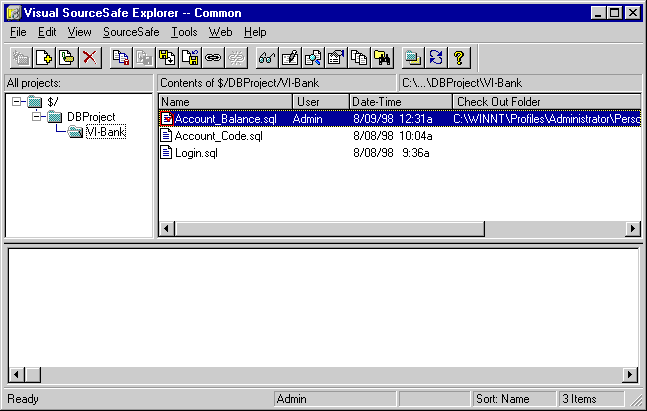 Visual SourceSafe Explorer -- Common
File Edit View SourceSafe Tools Web Help
All projects:
Contents of $/DBProject/VI-Bank
C:\...\DBProject\VI-Bank
$/
DBProject
VI-Bank
Name User Date-Time Check Out Folder
Account_Balance.sql Admin 8/09/98 12:31a C:\WINNT\Profiles\Administrator\Perso
Account_Code.sql 8/08/98 10:04a
Login.sql 8/08/98 9:36a
Ready Admin Sort: Name 3 Items